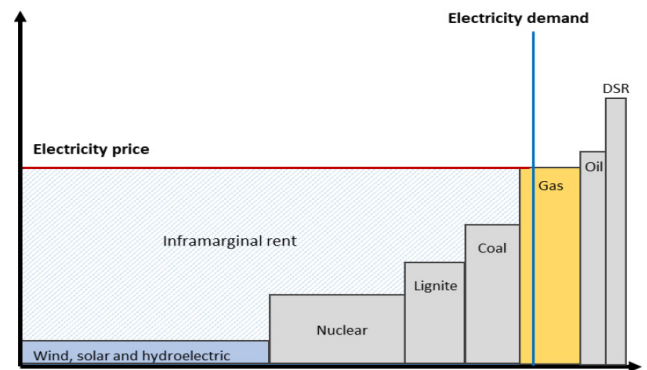 Electricity demand
DSR
Electricity price
Oil
Gas
Inframarginal rent
Coal
Lignite
Nuclear
Wind, solar and hydroelectric